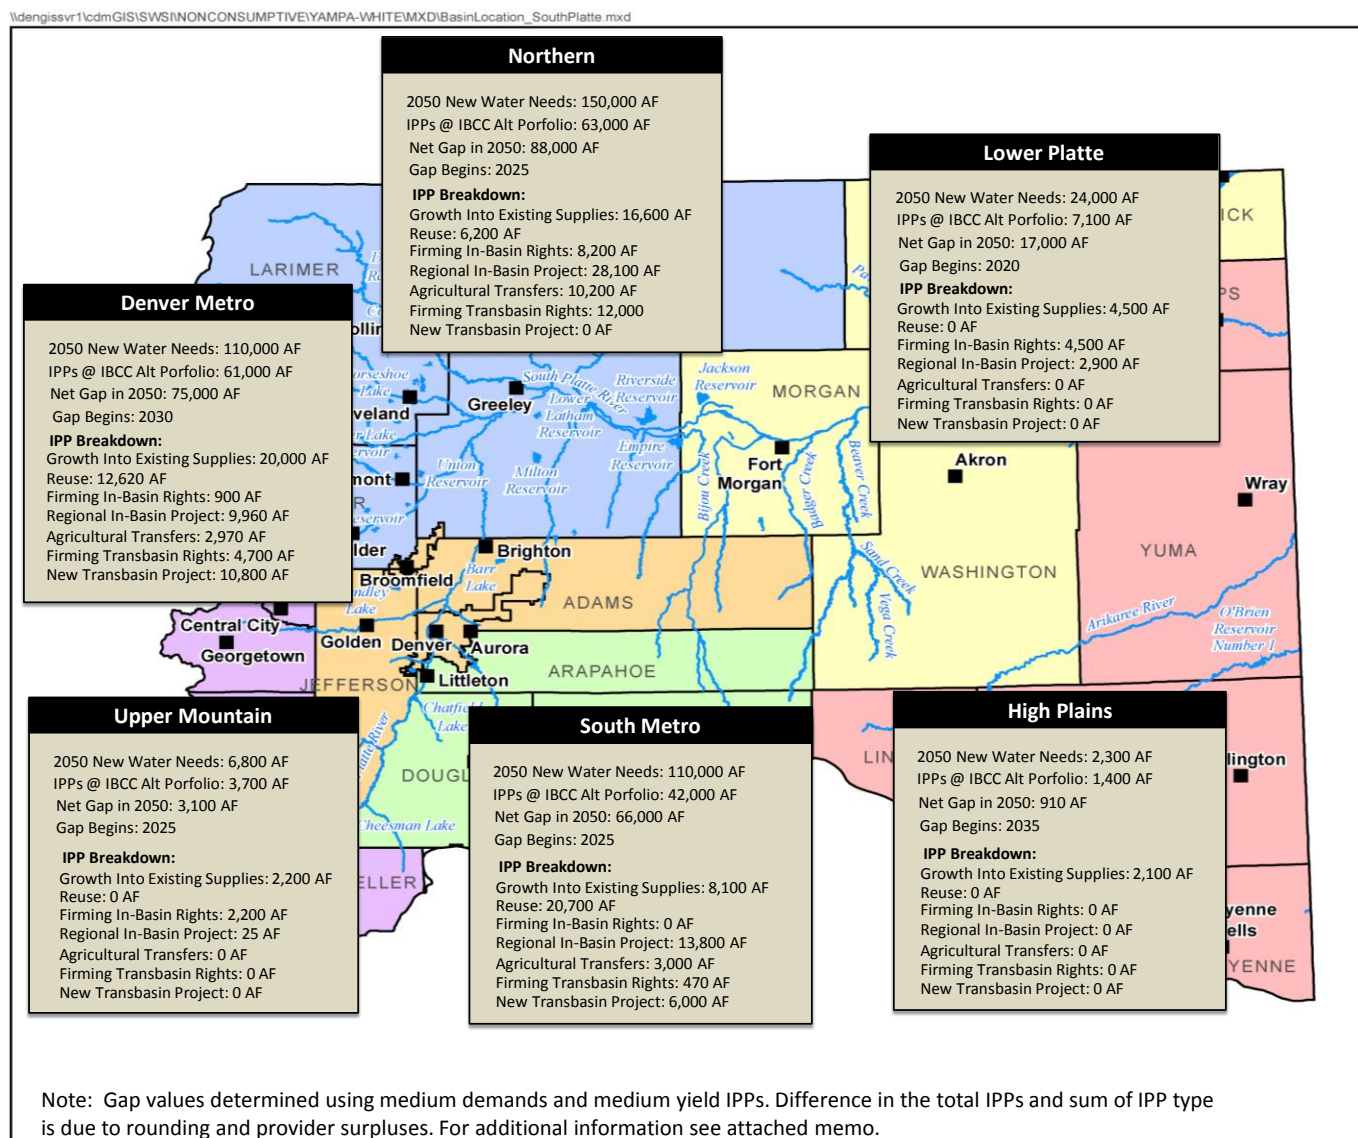 \\dengissvr1\cdmGIS\SWSI\NONCONSUMPTIVE\YAMPA-WHITE\MXD\BasinLocation_SouthPlatte.mxd
Northern
2050 New Water Needs: 150,000 AF
IPPs @ IBCC Alt Porfolio: 63,000 AF
Net Gap in 2050: 88,000 AF
Gap Begins: 2025
IPP Breakdown:
Growth Into Existing Supplies: 16,600 AF
Reuse: 6,200 AF
Firming In-Basin Rights: 8,200 AF
Regional In-Basin Project: 28,100 AF
Agricultural Transfers: 10,200 AF
Firming Transbasin Rights: 12,000
New Transbasin Project: 0 AF
Lower Platte
2050 New Water Needs: 24,000 AF
IPPs @ IBCC Alt Porfolio: 7,100 AF
Net Gap in 2050: 17,000 AF
Gap Begins: 2020
IPP Breakdown:
Growth Into Existing Supplies: 4,500 AF
Reuse: 0 AF
Firming In-Basin Rights: 4,500 AF
Regional In-Basin Project: 2,900 AF
Agricultural Transfers: 0 AF
Firming Transbasin Rights: 0 AF
New Transbasin Project: 0 AF
Denver Metro
2050 New Water Needs: 110,000 AF
IPPs @ IBCC Alt Porfolio: 61,000 AF
Net Gap in 2050: 75,000 AF
Gap Begins: 2030
IPP Breakdown:
Growth Into Existing Supplies: 20,000 AF
Reuse: 12,620 AF
Firming In-Basin Rights: 900 AF
Regional In-Basin Project: 9,960 AF
Agricultural Transfers: 2,970 AF
Firming Transbasin Rights: 4,700 AF
New Transbasin Project: 10,800 AF
LARIMER
ICK
PS
ollin
orseshoe
Lake
veland
er Lake
ervoir
mont
R
eservoir
lder
Greeley
South Platte River
Riverside
Reservoir
Lower
Latham
Reservoir
Empire
Reservoir
Union
Reservoir
Milton
Reservoir
Jackson
Reservoir
MORGAN
Fort
Morgan
Bijou Creek
Badger Creek
Beaver Creek
Akron
Wray
YUMA
WASHINGTON
Sand Creek
Vega Creek
Arikaree River
O'Brien
Reservoir
Number 1
Brighton
Barr
Lake
Broomfield
ndley
Lake
ADAMS
Central City
Georgetown
Golden
Denver
Aurora
JEFFERSON
Littleton
ARAPAHOE
Chatfield
Lake
latte River
DOUGL
Cheesman Lake
ELLER
LIN
lington
yenne
ells
YENNE
Upper Mountain
2050 New Water Needs: 6,800 AF
IPPs @ IBCC Alt Porfolio: 3,700 AF
Net Gap in 2050: 3,100 AF
Gap Begins: 2025
IPP Breakdown:
Growth Into Existing Supplies: 2,200 AF
Reuse: 0 AF
Firming In-Basin Rights: 2,200 AF
Regional In-Basin Project: 25 AF
Agricultural Transfers: 0 AF
Firming Transbasin Rights: 0 AF
New Transbasin Project: 0 AF
South Metro
2050 New Water Needs: 110,000 AF
IPPs @ IBCC Alt Porfolio: 42,000 AF
Net Gap in 2050: 66,000 AF
Gap Begins: 2025
IPP Breakdown:
Growth Into Existing Supplies: 8,100 AF
Reuse: 20,700 AF
Firming In-Basin Rights: 0 AF
Regional In-Basin Project: 13,800 AF
Agricultural Transfers: 3,000 AF
Firming Transbasin Rights: 470 AF
New Transbasin Project: 6,000 AF
High Plains
2050 New Water Needs: 2,300 AF
IPPs @ IBCC Alt Porfolio: 1,400 AF
Net Gap in 2050: 910 AF
Gap Begins: 2035
IPP Breakdown:
Growth Into Existing Supplies: 2,100 AF
Reuse: 0 AF
Firming In-Basin Rights: 0 AF
Regional In-Basin Project: 0 AF
Agricultural Transfers: 0 AF
Firming Transbasin Rights: 0 AF
New Transbasin Project: 0 AF
Note: Gap values determined using medium demands and medium yield IPPs. Difference in the total IPPs and sum of IPP type
is due to rounding and provider surpluses. For additional information see attached memo.